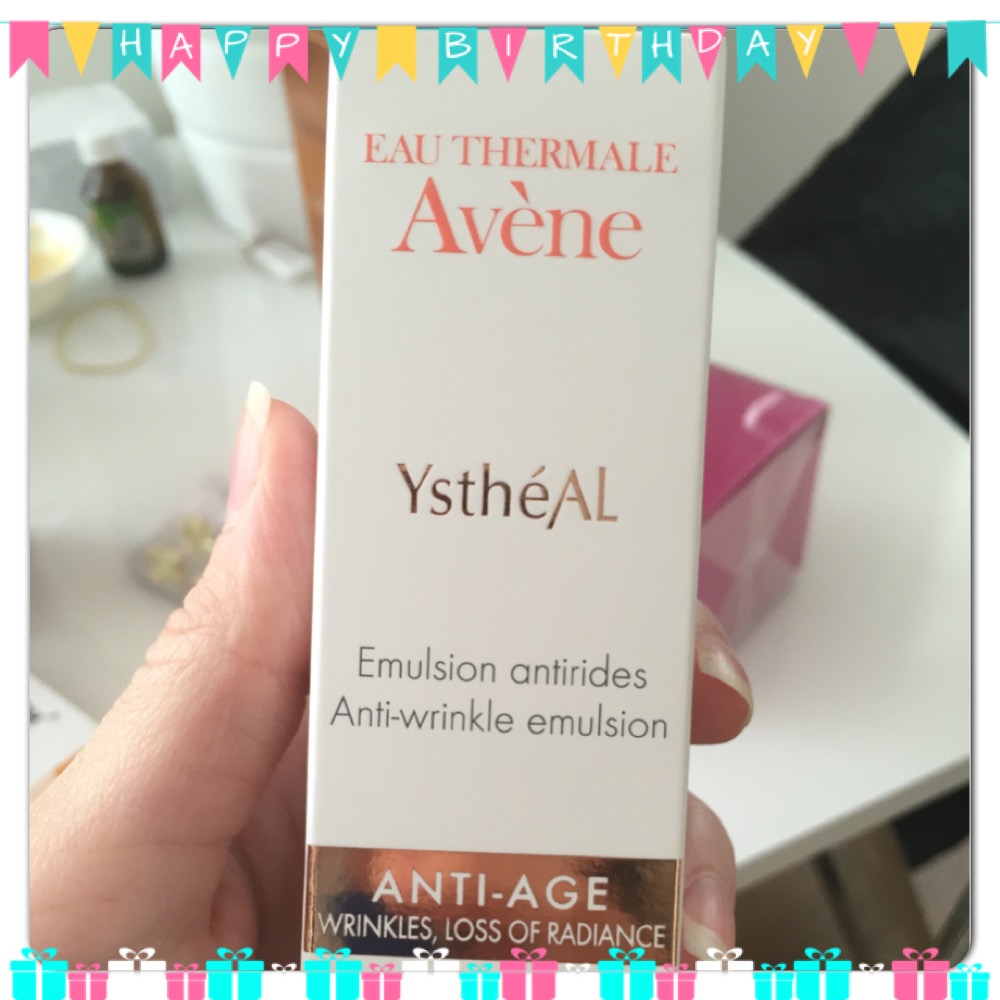 HAPPY BIRTHDAY
EAU THERMALE
Avène
YsthéAL
Emulsion antirides
Anti-wrinkle emulsion
ANTI-AGE
WRINKLES, LOSS OF RADIANCE